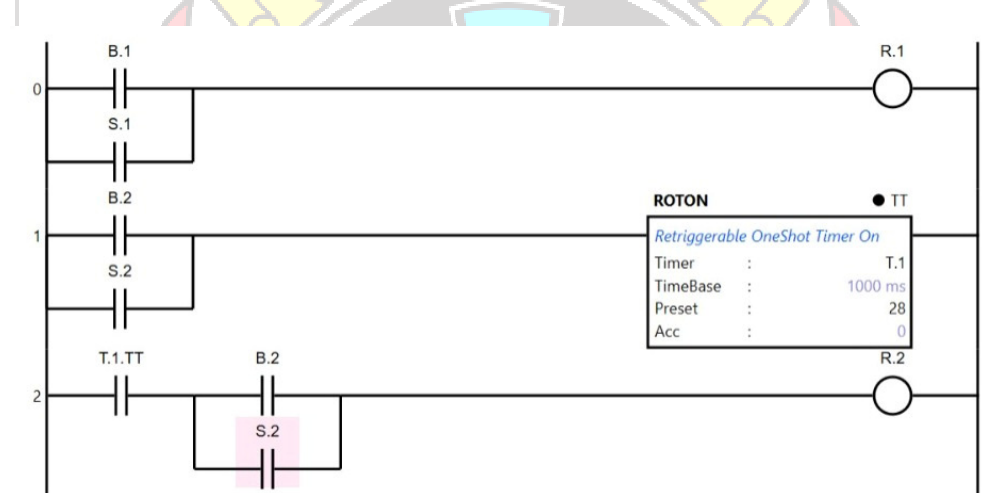 B.1 R.1
0
S.1
B.2
ROTON TT
1
Retriggerable OneShot Timer On
Timer : T.1
S.2
TimeBase : 1000 ms
Preset : 28
Acc : 0
T.1.TT B.2 R.2
2
S.2